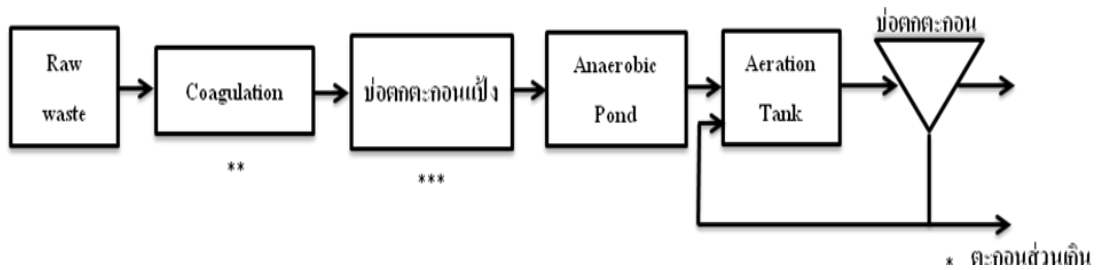 บ่อตกตะกอน
Raw
waste
Coagulation
บ่อตกตะกอนแป้ง
Anaerobic
Pond
Aeration
Tank
**
***
* ตะกอนส่วนเกิน